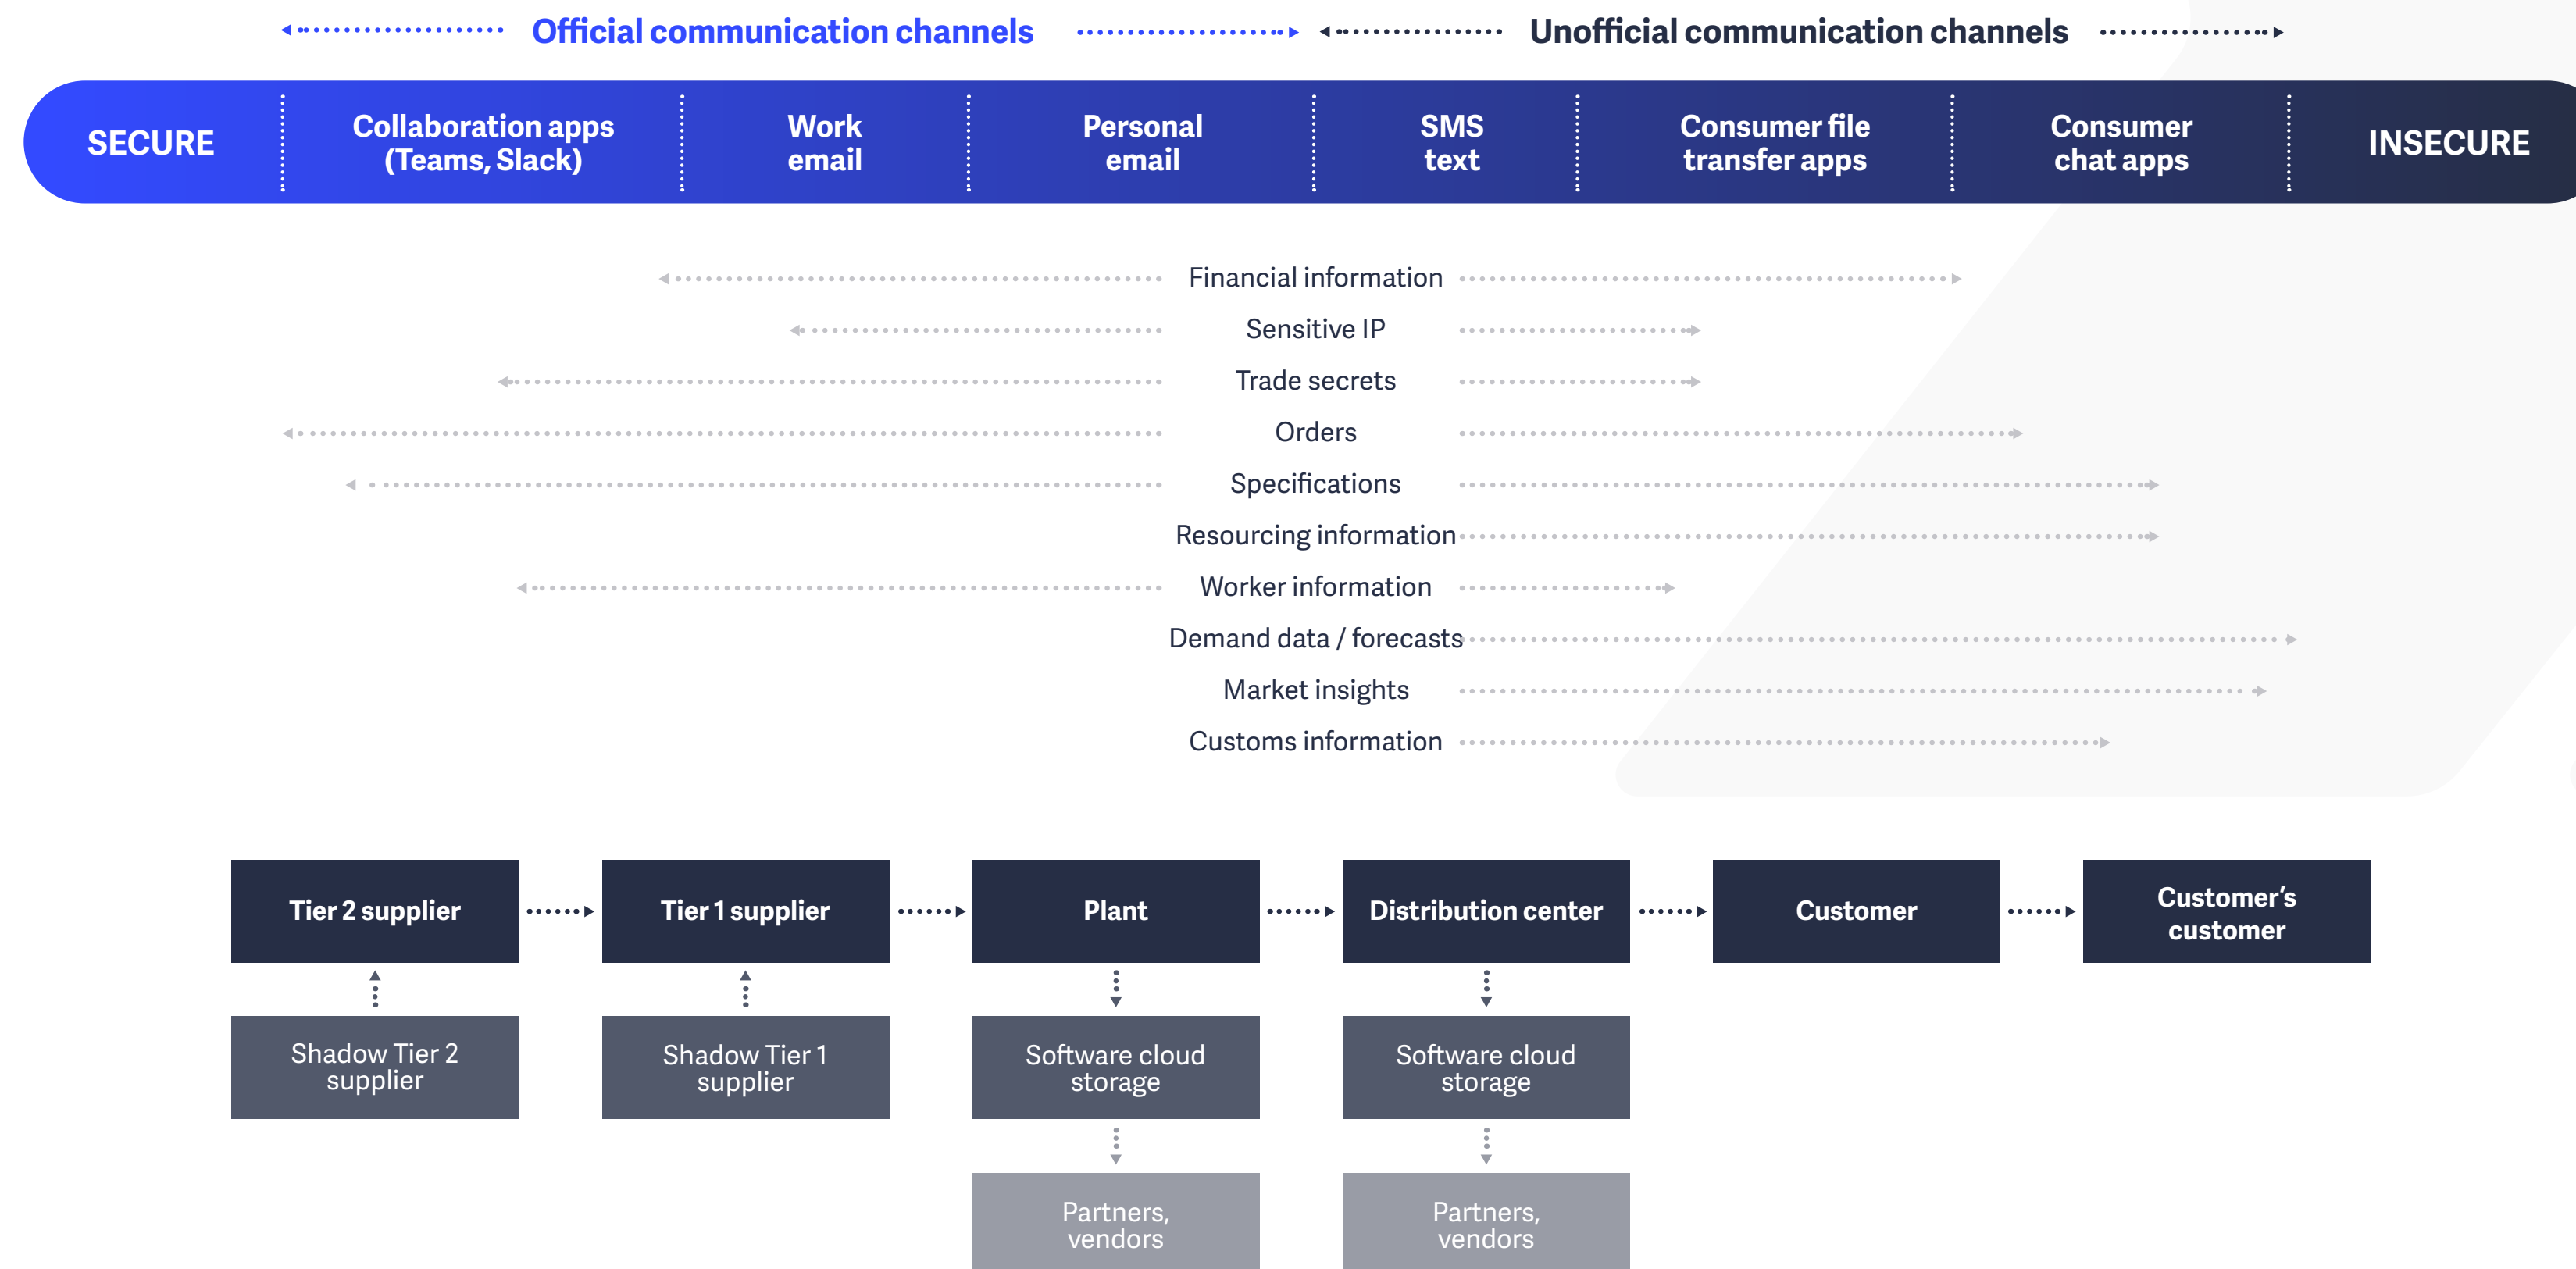 Official communication channels
Unofficial communication channels
SECURE
Collaboration apps
(Teams, Slack)
Work
email
Personal
email
SMS
text
Consumer file
transfer apps
Consumer
chat apps
INSECURE
Financial information
Sensitive IP
Trade secrets
Orders
Specifications
Resourcing information
Worker information
Demand data / forecasts
Market insights
Customs information
Tier 2 supplier
Tier 1 supplier
Plant
Distribution center
Customer
Customer’s
customer
Shadow Tier 2
supplier
Shadow Tier 1
supplier
Software cloud
storage
Software cloud
storage
Partners,
vendors
Partners,
vendors